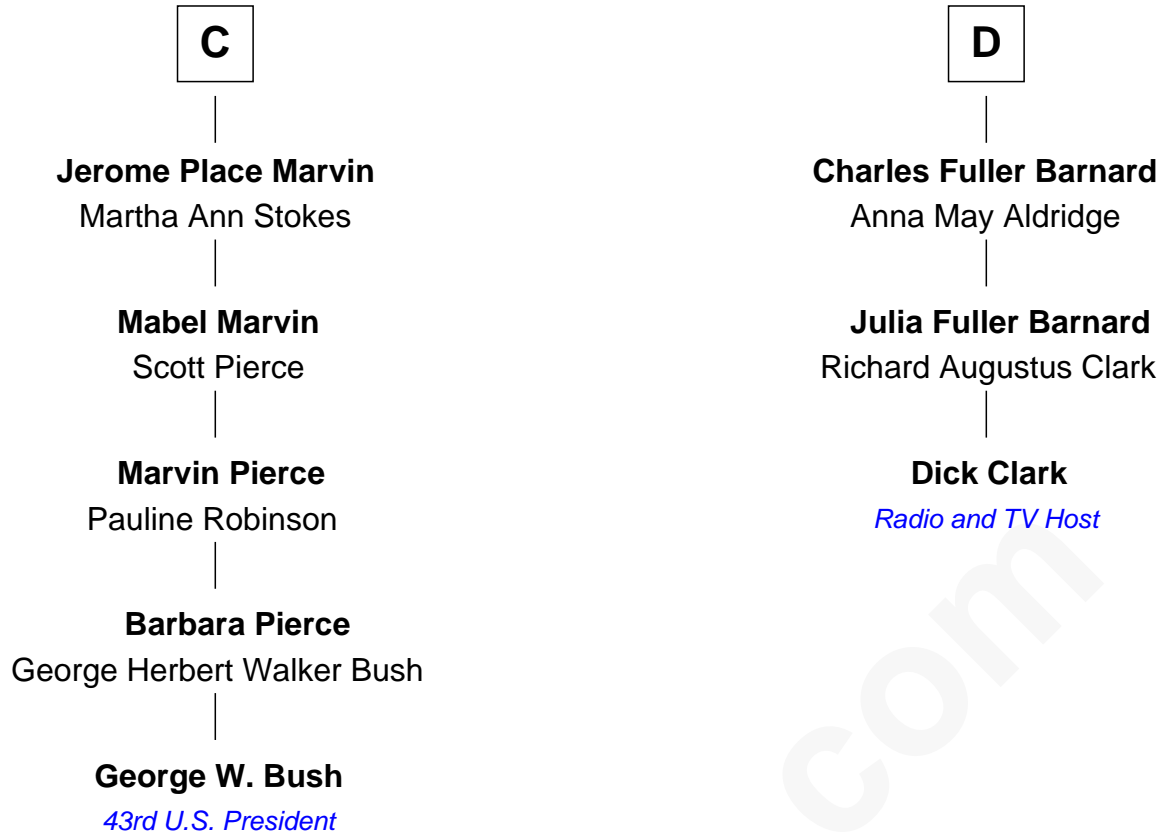 C
Jerome Place Marvin
Martha Ann Stokes
Mabel Marvin
Scott Pierce
Marvin Pierce
Pauline Robinson
Barbara Pierce
George Herbert Walker Bush
George W. Bush
43rd U.S. President
D
Charles Fuller Barnard
Anna May Aldridge
Julia Fuller Barnard
Richard Augustus Clark
Dick Clark
Radio and TV Host
com